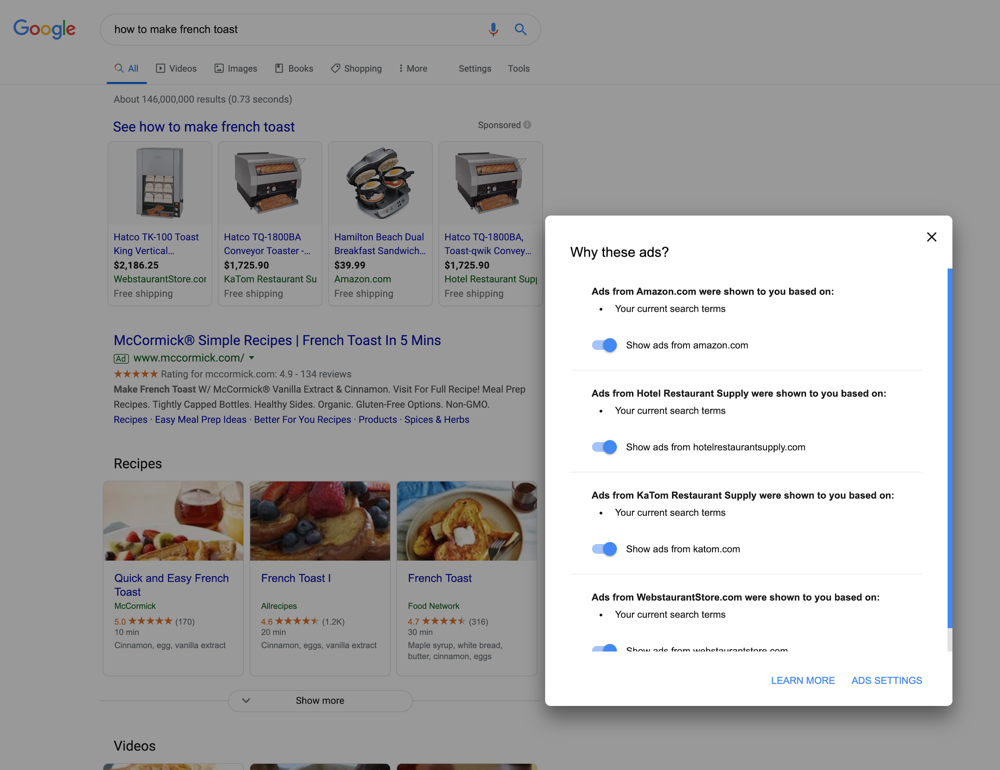 Google
how to make french toast
All Videos Images Books Shopping More Settings Tools
About 146,000,000 results (0.73 seconds)
See how to make french toast
Sponsored
Hatco TK-100 Toast
King Vertical...
$2,186.25
WebstaurantStore.cor
Free shipping
Hatco TQ-1800BA
Conveyor Toaster -...
$1,725.90
KaTom Restaurant Su
Free shipping
Hamilton Beach Dual
Breakfast Sandwich...
$39.99
Amazon.com
Free shipping
Hatco TQ-1800BA,
Toast-qwik Convey...
$1,725.90
Hotel Restaurant Supp
Free shipping
McCormick® Simple Recipes | French Toast In 5 Mins
Ad www.mccormick.com/
Rating for mccormick.com: 4.9 - 134 reviews
Make French Toast W/ McCormick® Vanilla Extract & Cinnamon. Visit For Full Recipe! Meal Prep
Recipes. Tightly Capped Bottles. Healthy Sides. Organic. Gluten-Free Options. Non-GMO.
Recipes · Easy Meal Prep Ideas · Better For You Recipes · Products · Spices & Herbs
Recipes
Quick and Easy French
Toast
McCormick
5.0 ★★★★★ (170)
10 min
Cinnamon, egg, vanilla extract
French Toast I
Allrecipes
4.6 (1.2K)
20 min
Cinnamon, eggs, vanilla extract
French Toast
Food Network
4.7 (316)
30 min
Maple syrup, white bread,
butter, cinnamon, eggs
Show more
Videos
Why these ads?
Ads from Amazon.com were shown to you based on:
• Your current search terms
Show ads from amazon.com
Ads from Hotel Restaurant Supply were shown to you based on:
• Your current search terms
Show ads from hotelrestaurantsupply.com
Ads from KaTom Restaurant Supply were shown to you based on:
• Your current search terms
Show ads from katom.com
Ads from WebstaurantStore.com were shown to you based on:
• Your current search terms
Show ads from webstaurantstore.com
LEARN MORE ADS SETTINGS